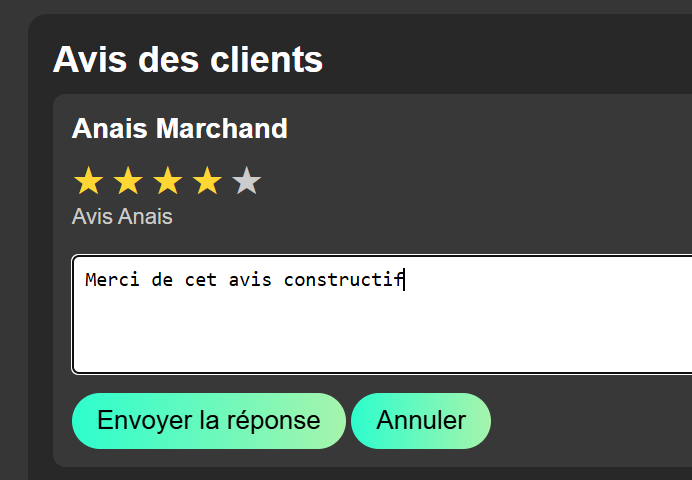 Avis des clients
Anais Marchand
Avis Anais
Merci de cet avis constructif
Envoyer la réponse
Annuler